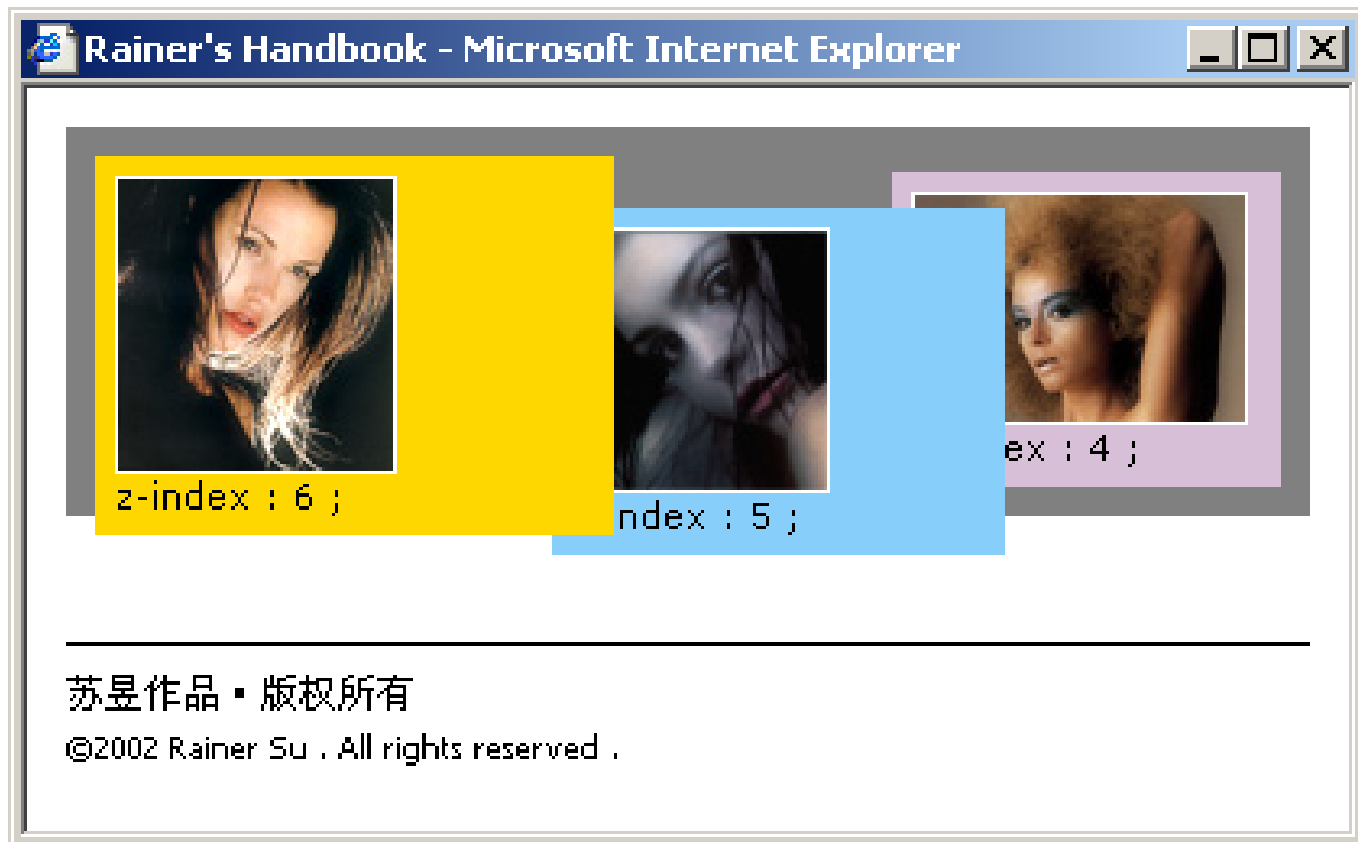 Rainer's Handbook - Microsoft Internet Explorer
z-index : 6 ;
ndex : 5 ;
ex : 4 ;
苏昱作品 ▪ 版权所有
©2002 Rainer Su . All rights reserved .